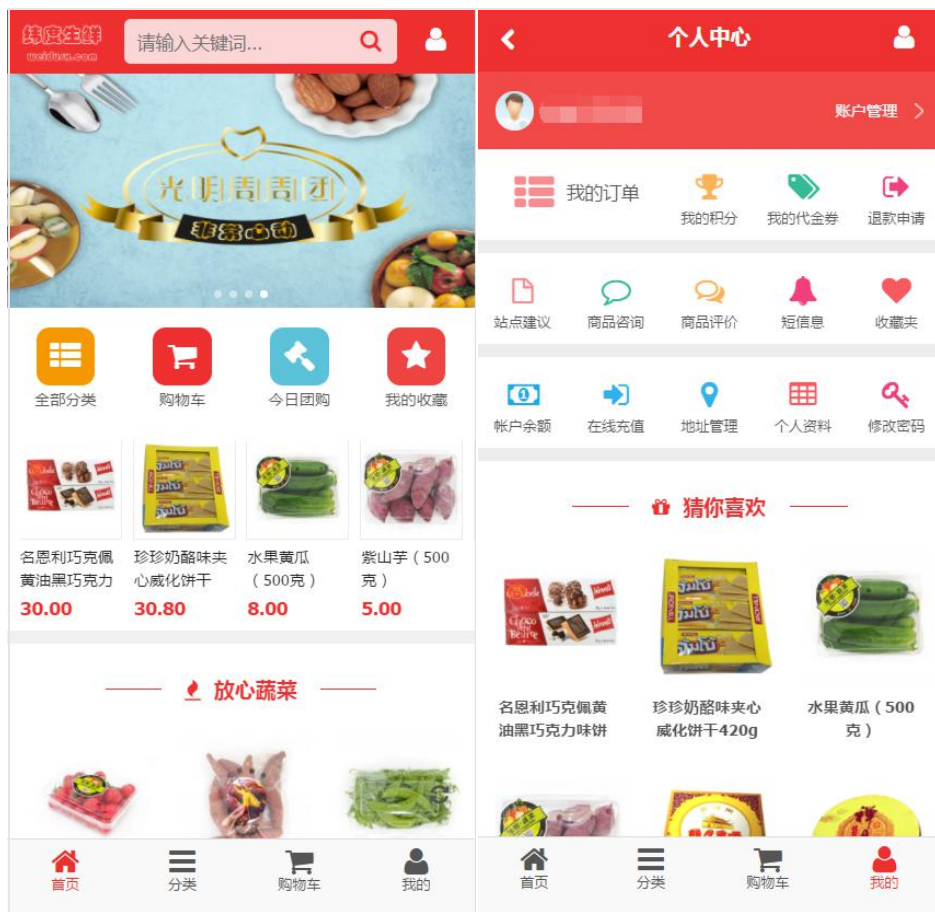 纬度生鲜
weidusx.com
请输入关键词...
光明周周团
非常心动
全部分类
购物车
今日团购
我的收藏
名恩利巧克佩
黄油黑巧克力
30.00
珍珍奶酪味夹
心威化饼干
30.80
水果黄瓜
（500克）
8.00
紫山芋（500
克）
5.00
放心蔬菜
首页
分类
购物车
我的
个人中心
账户管理
我的订单
我的积分
我的代金券
退款申请
站点建议
商品咨询
商品评价
短信息
收藏夹
帐户余额
在线充值
地址管理
个人资料
修改密码
猜你喜欢
名恩利巧克佩黄
油黑巧克力味饼
珍珍奶酪味夹心
威化饼干420g
水果黄瓜（500
克）
首页
分类
购物车
我的